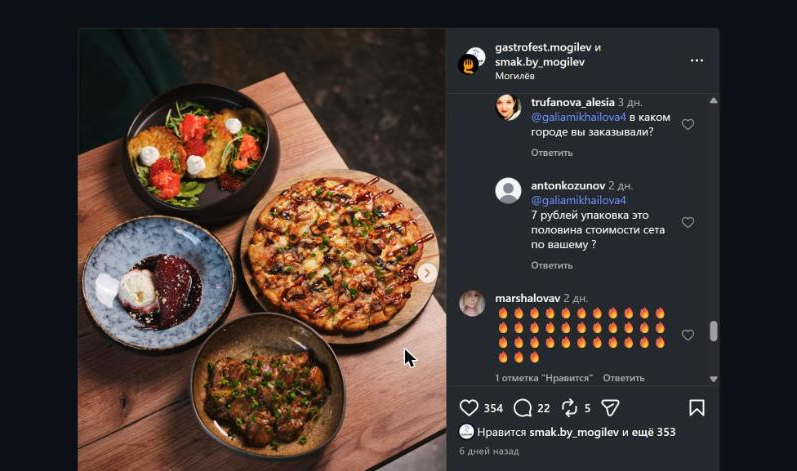 gastrofest.mogilev и
smak.by_mogilev
Могилёв
trufanova_alesia 3 дн.
@galiamikhailova4 в каком
городе вы заказывали?
Ответить
antonkozunov 2 дн.
@galiamikhailova4
7 рублей упаковка это
половина стоимости сета
по вашему ?
Ответить
marshalovav 2 дн.
🔥🔥🔥🔥🔥🔥🔥🔥🔥🔥🔥
🔥🔥🔥🔥🔥🔥🔥🔥🔥🔥🔥
🔥🔥🔥🔥🔥🔥🔥🔥🔥🔥🔥
🔥🔥🔥
1 отметка "Нравится" Ответить
354 22 5
Нравится smak.by_mogilev и ещё 353
6 дней назад